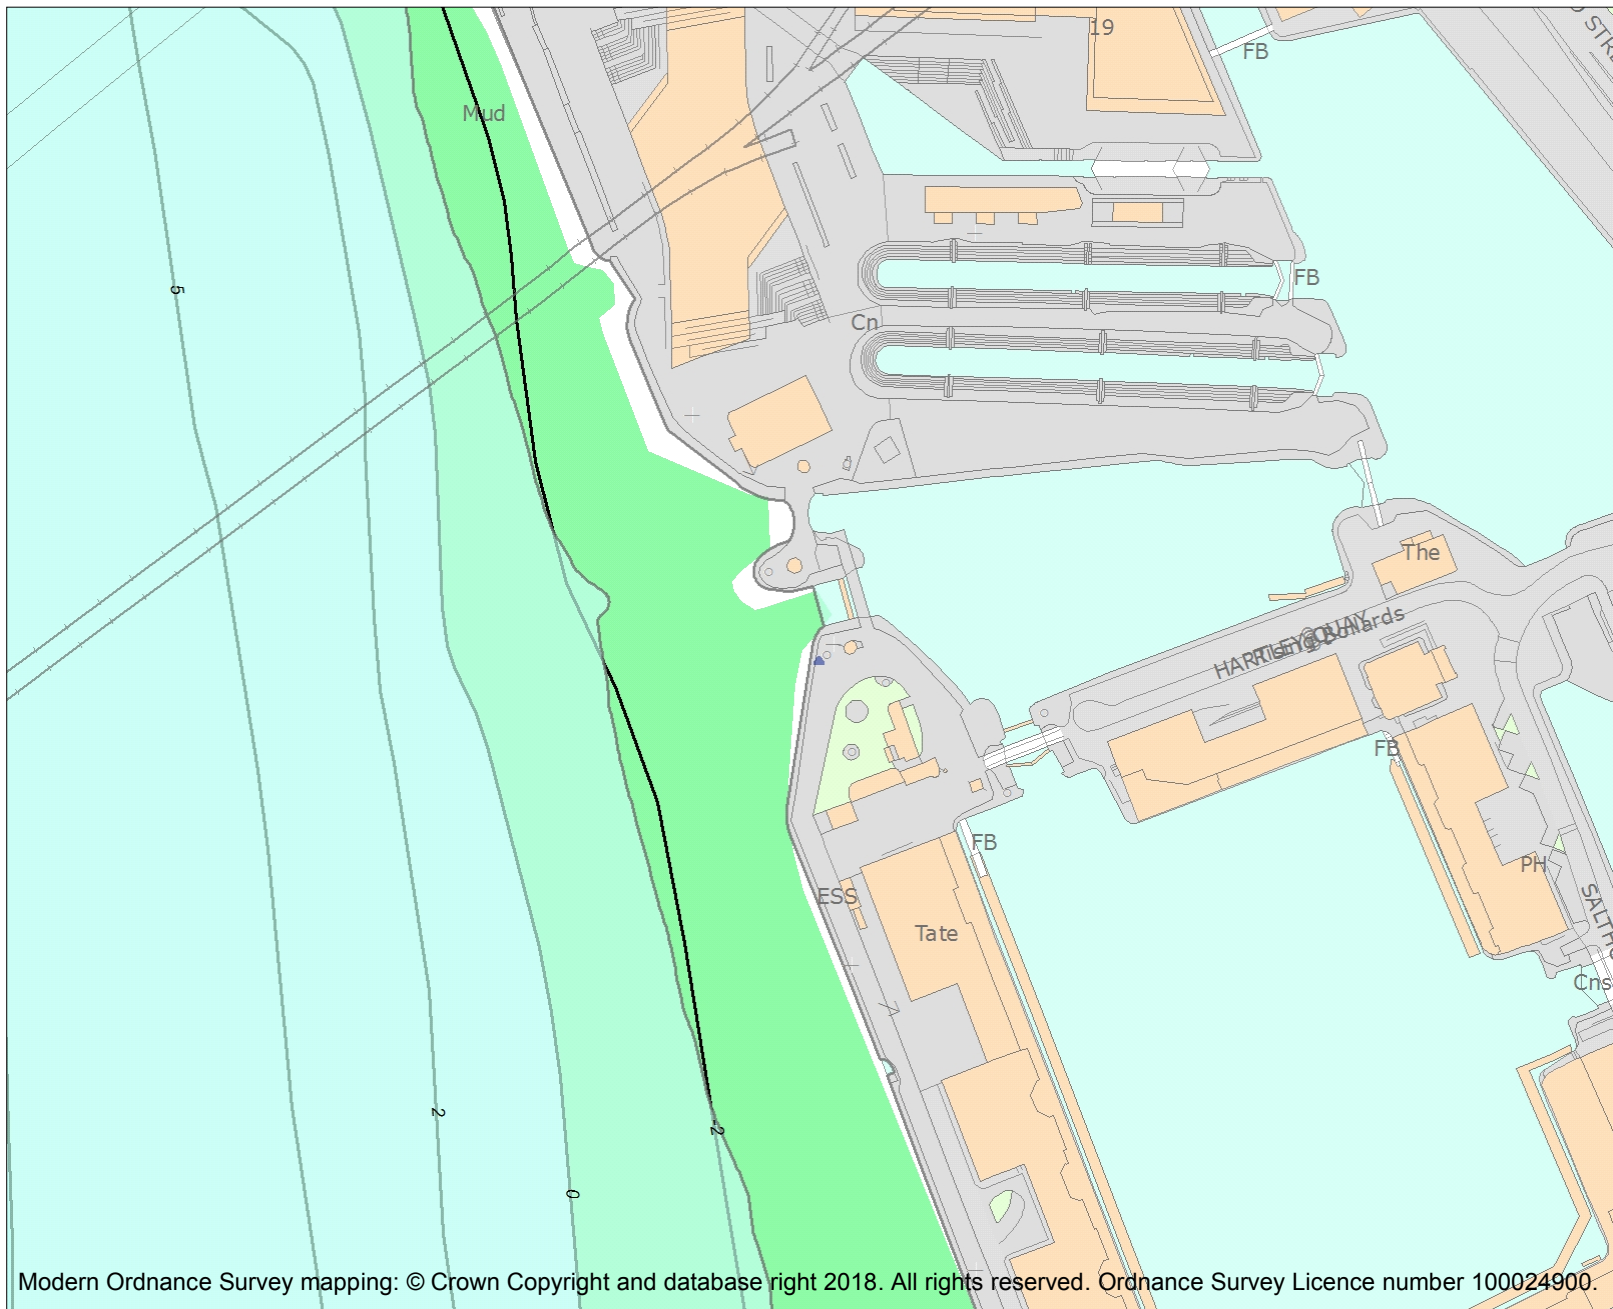 19
FB
Mud
FB
5
Cn
The
HARTLEY QUAY
Rising Bollards
FB
FB
PH
ESS
Tate
Cns
2
-2
0
Modern Ordnance Survey mapping: © Crown Copyright and database right 2018. All rights reserved. Ordnance Survey Licence number 100024900.